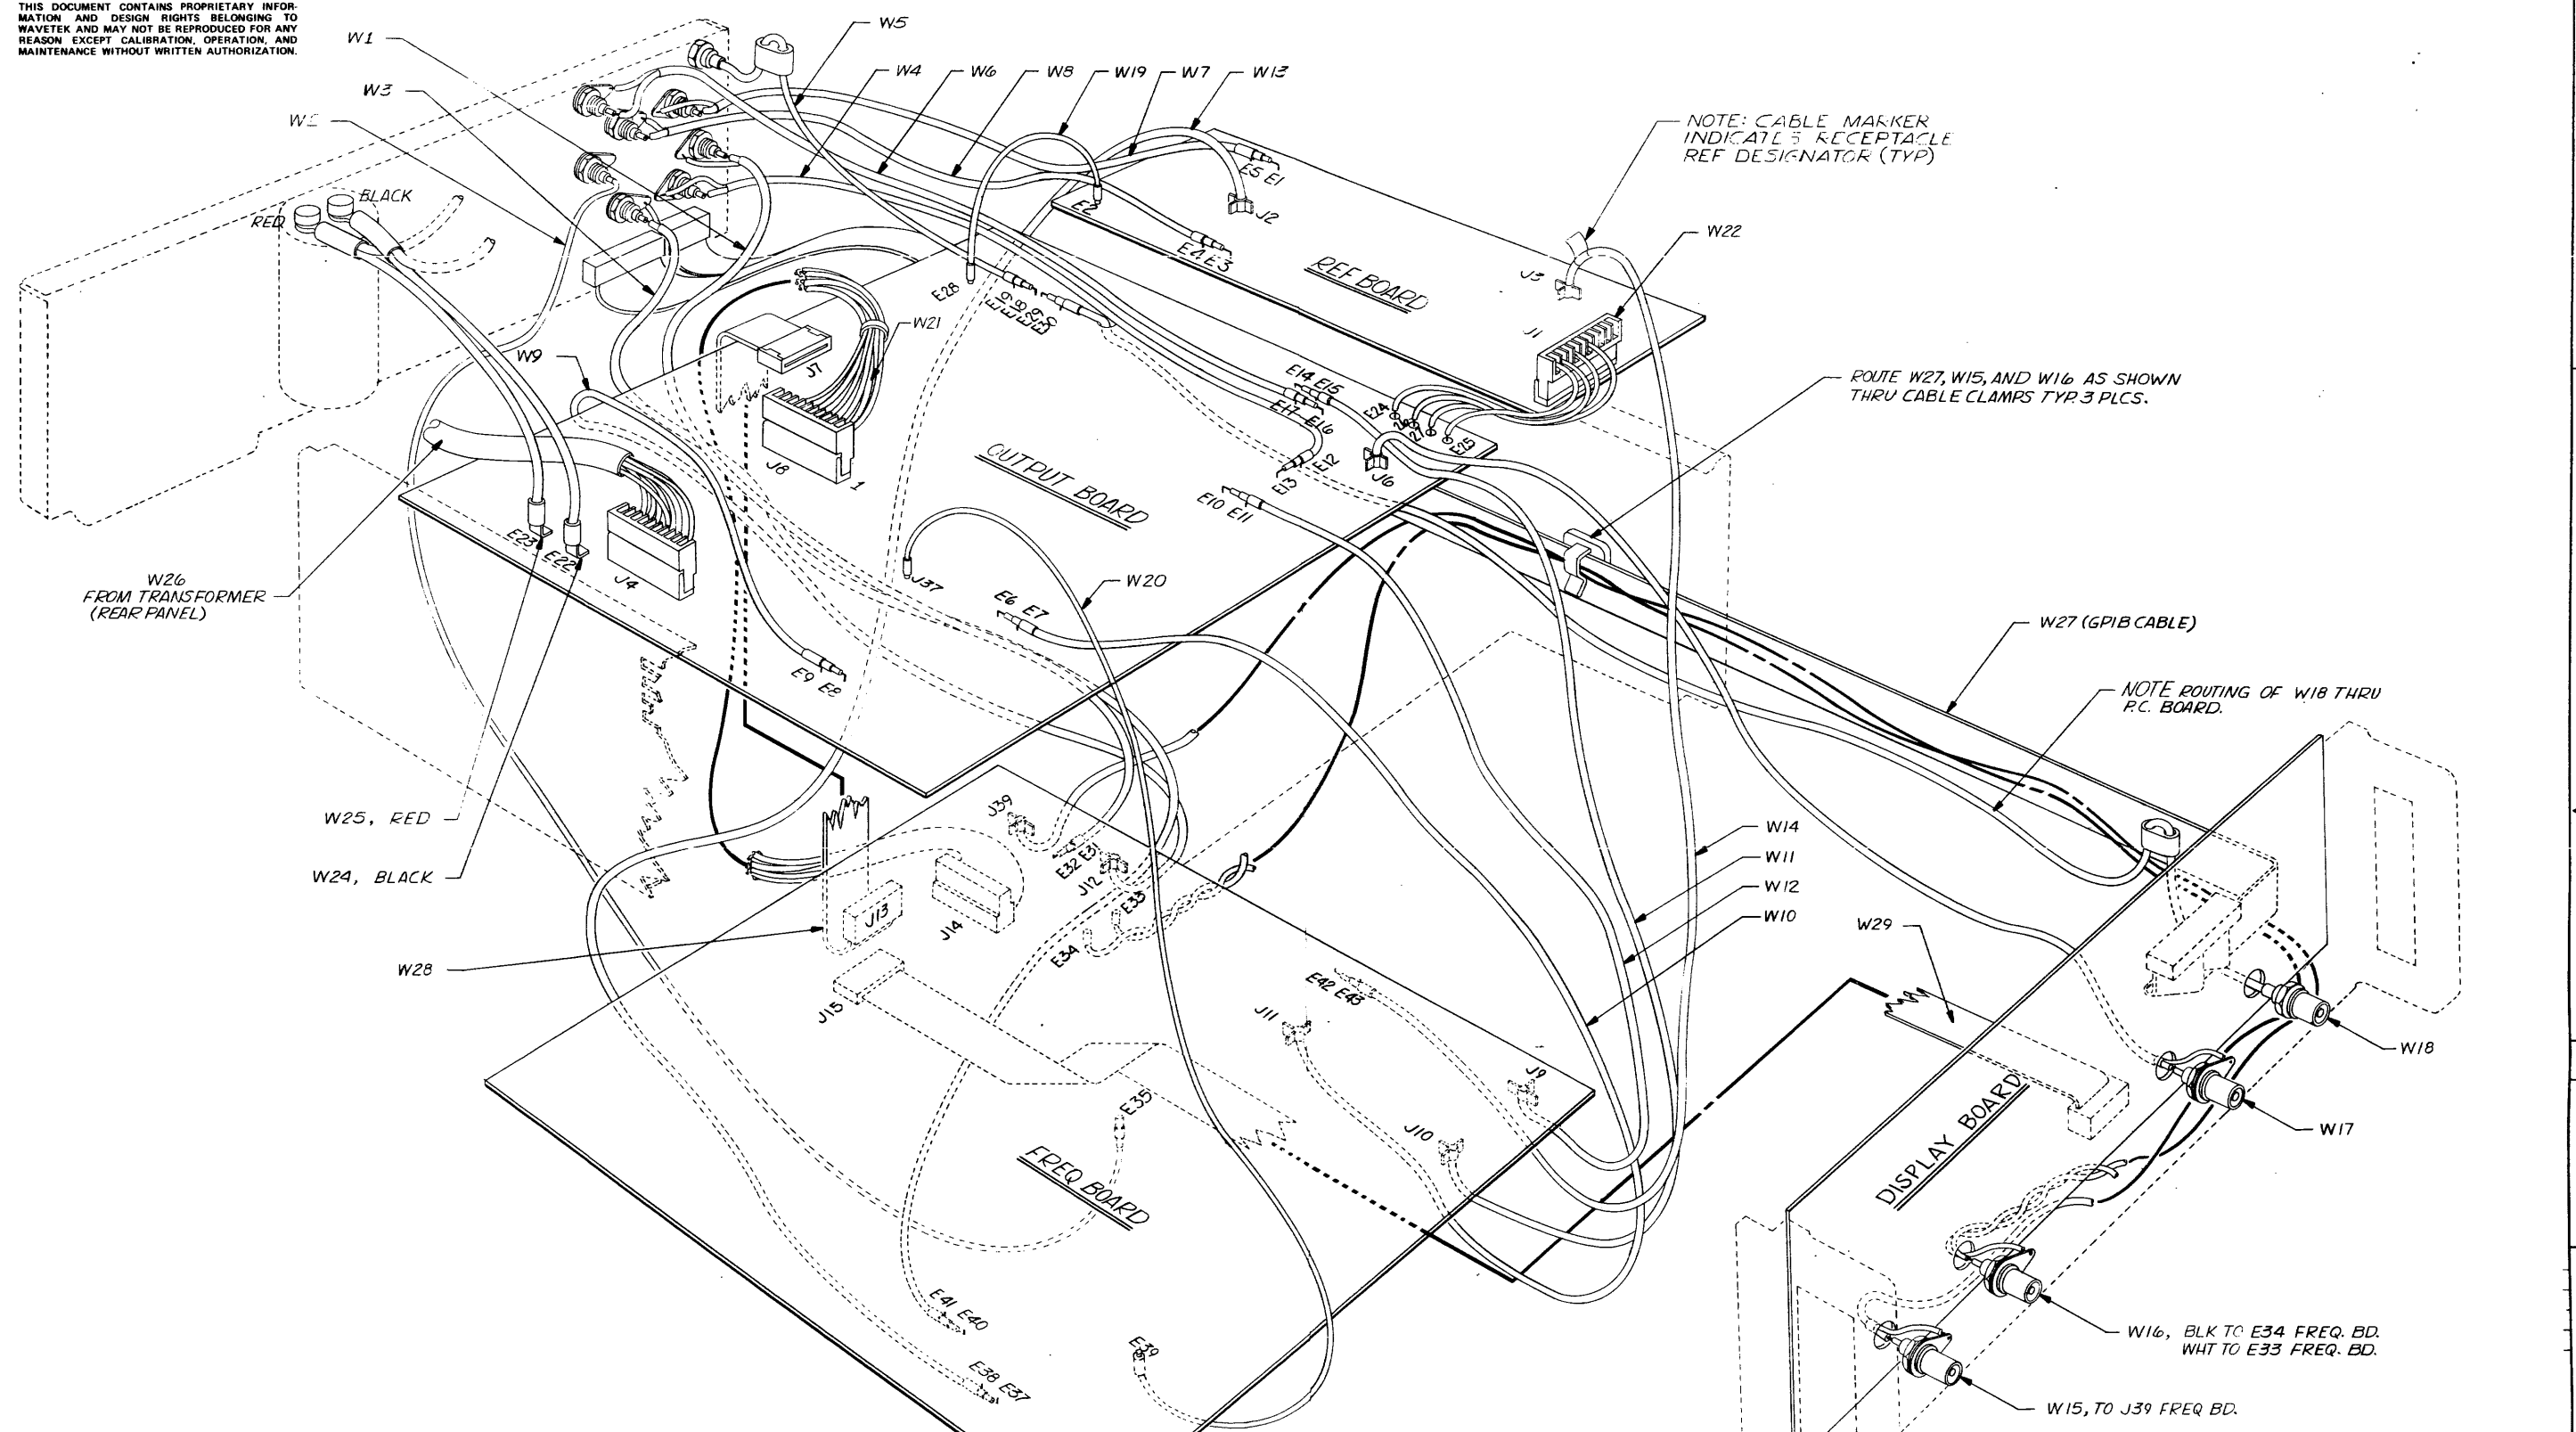 THIS DOCUMENT CONTAINS PROPRIETARY INFOR-
MATION AND DESIGN RIGHTS BELONGING TO
WAVETEK AND MAY NOT BE REPRODUCED FOR ANY
REASON EXCEPT CALIBRATION, OPERATION, AND
MAINTENANCE WITHOUT WRITTEN AUTHORIZATION.
W1
W3
W5
W4
W6
W8
W19
W7
W13
NOTE: CABLE MARKER
INDICATES RECEPTACLE
REF DESIGNATOR (TYP)
RED
BLACK
E5 E1
J2
E2
E4 E3
REF BOARD
J3
W22
J1
E28
W21
J7
W9
E14 E15
E17 E16
E24
26
27
E25
ROUTE W27, W15, AND W16 AS SHOWN
THRU CABLE CLAMPS TYP. 3 PLCS.
J8
1
OUTPUT BOARD
E12
E13
J6
E10 E11
E23
E22
J4
W26
FROM TRANSFORMER
(REAR PANEL)
J37
W20
E6 E7
E9 E8
W27 (GPIB CABLE)
NOTE ROUTING OF W18 THRU
P.C. BOARD.
W25, RED
W24, BLACK
J39
E32 E31
J12
E33
E34
J13
J14
W28
J15
W14
W11
W12
W10
W29
E42 E43
J11
J9
J10
E35
FREQ BOARD
DISPLAY BOARD
W18
W17
E41 E40
E39
E38 E37
W16, BLK TO E34 FREQ. BD.
WHT TO E33 FREQ. BD.
W15, TO J39 FREQ BD.